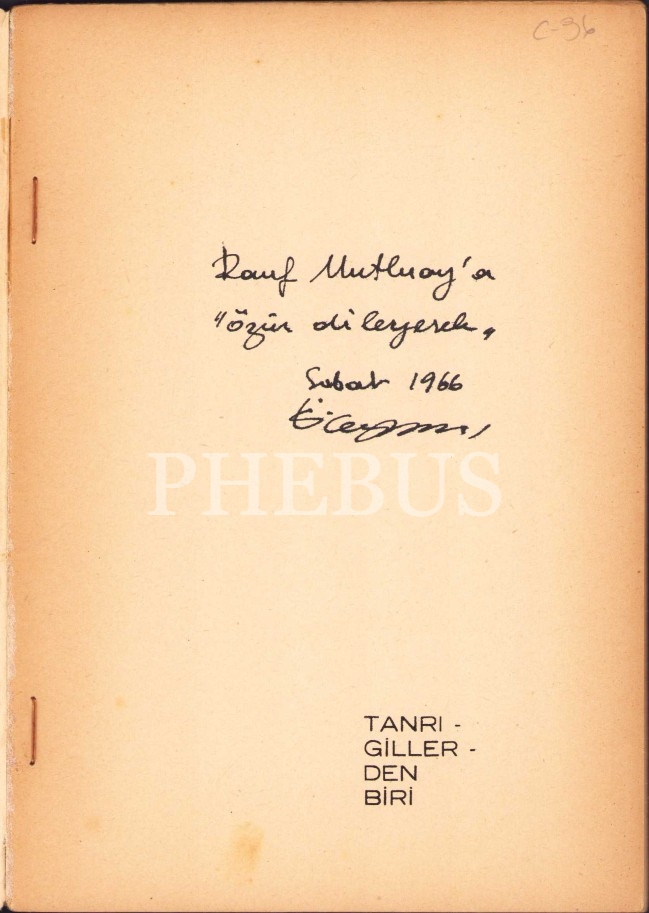 C-36
Rauf Mutluay'a
"özür dileyerek„
Şubat 1966
PHEBUS
TANRI -
GİLLER -
DEN
BİRİ